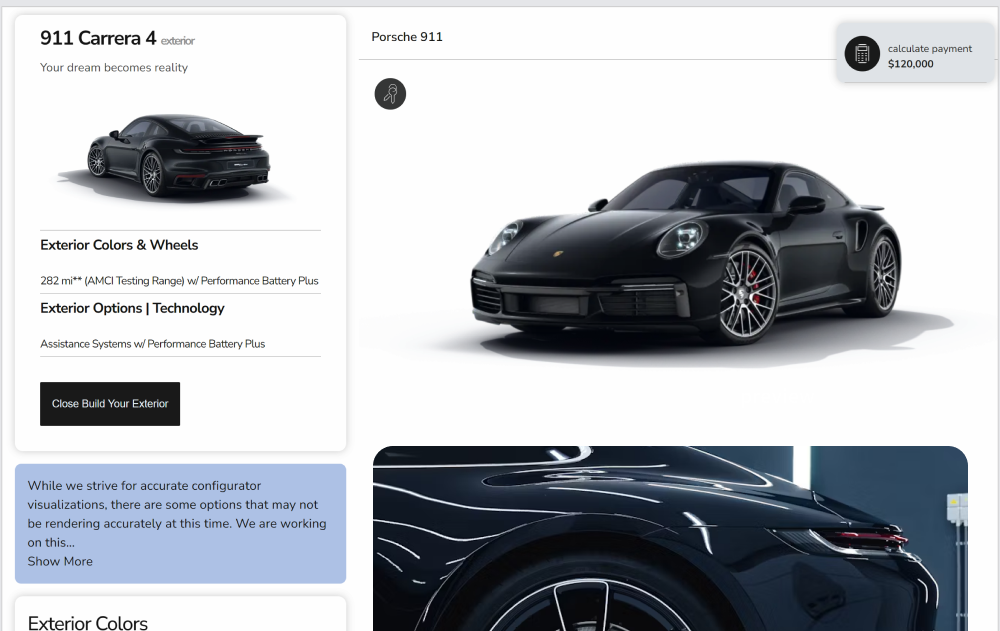 911 Carrera 4 exterior
Your dream becomes reality
Exterior Colors & Wheels
282 mi** (AMCI Testing Range) w/ Performance Battery Plus
Exterior Options | Technology
Assistance Systems w/ Performance Battery Plus
Close Build Your Exterior
While we strive for accurate configurator
visualizations, there are some options that may not
be rendering accurately at this time. We are working
on this...
Show More
Exterior Colors
Porsche 911
calculate payment
$120,000